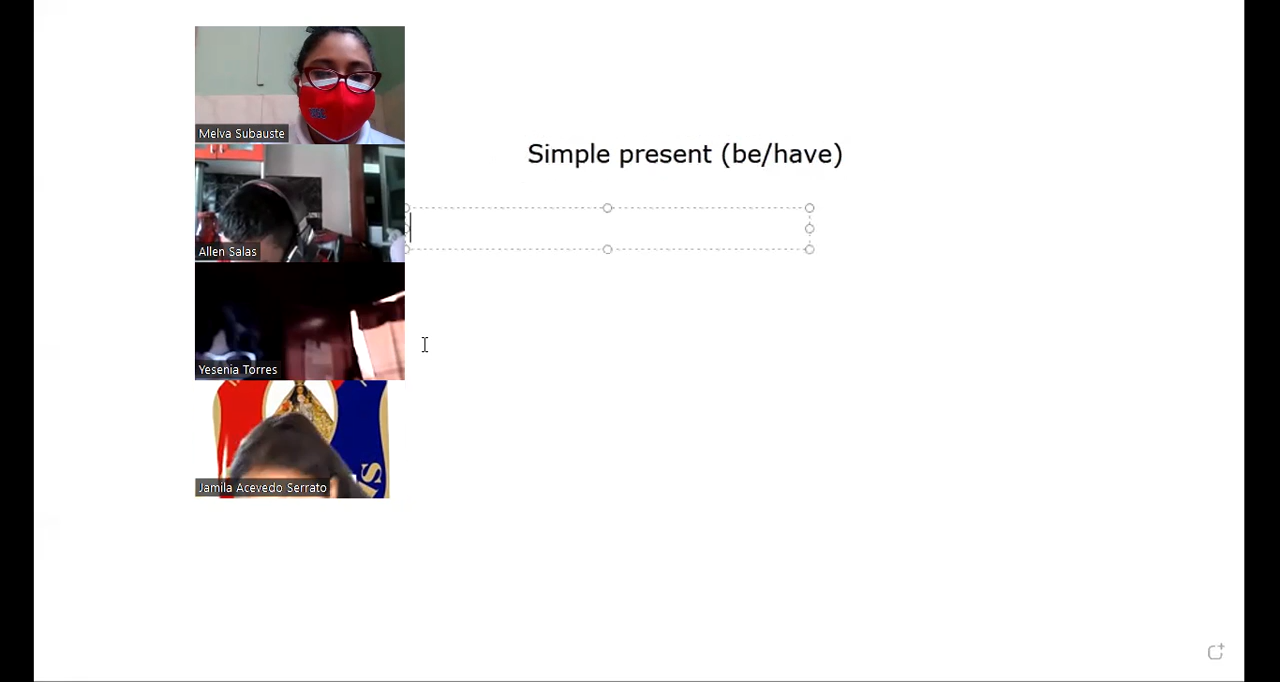 Melva Subauste
Simple present (be/have)
Allen Salas
Yesenia Torres
Jamila Acevedo Serrato